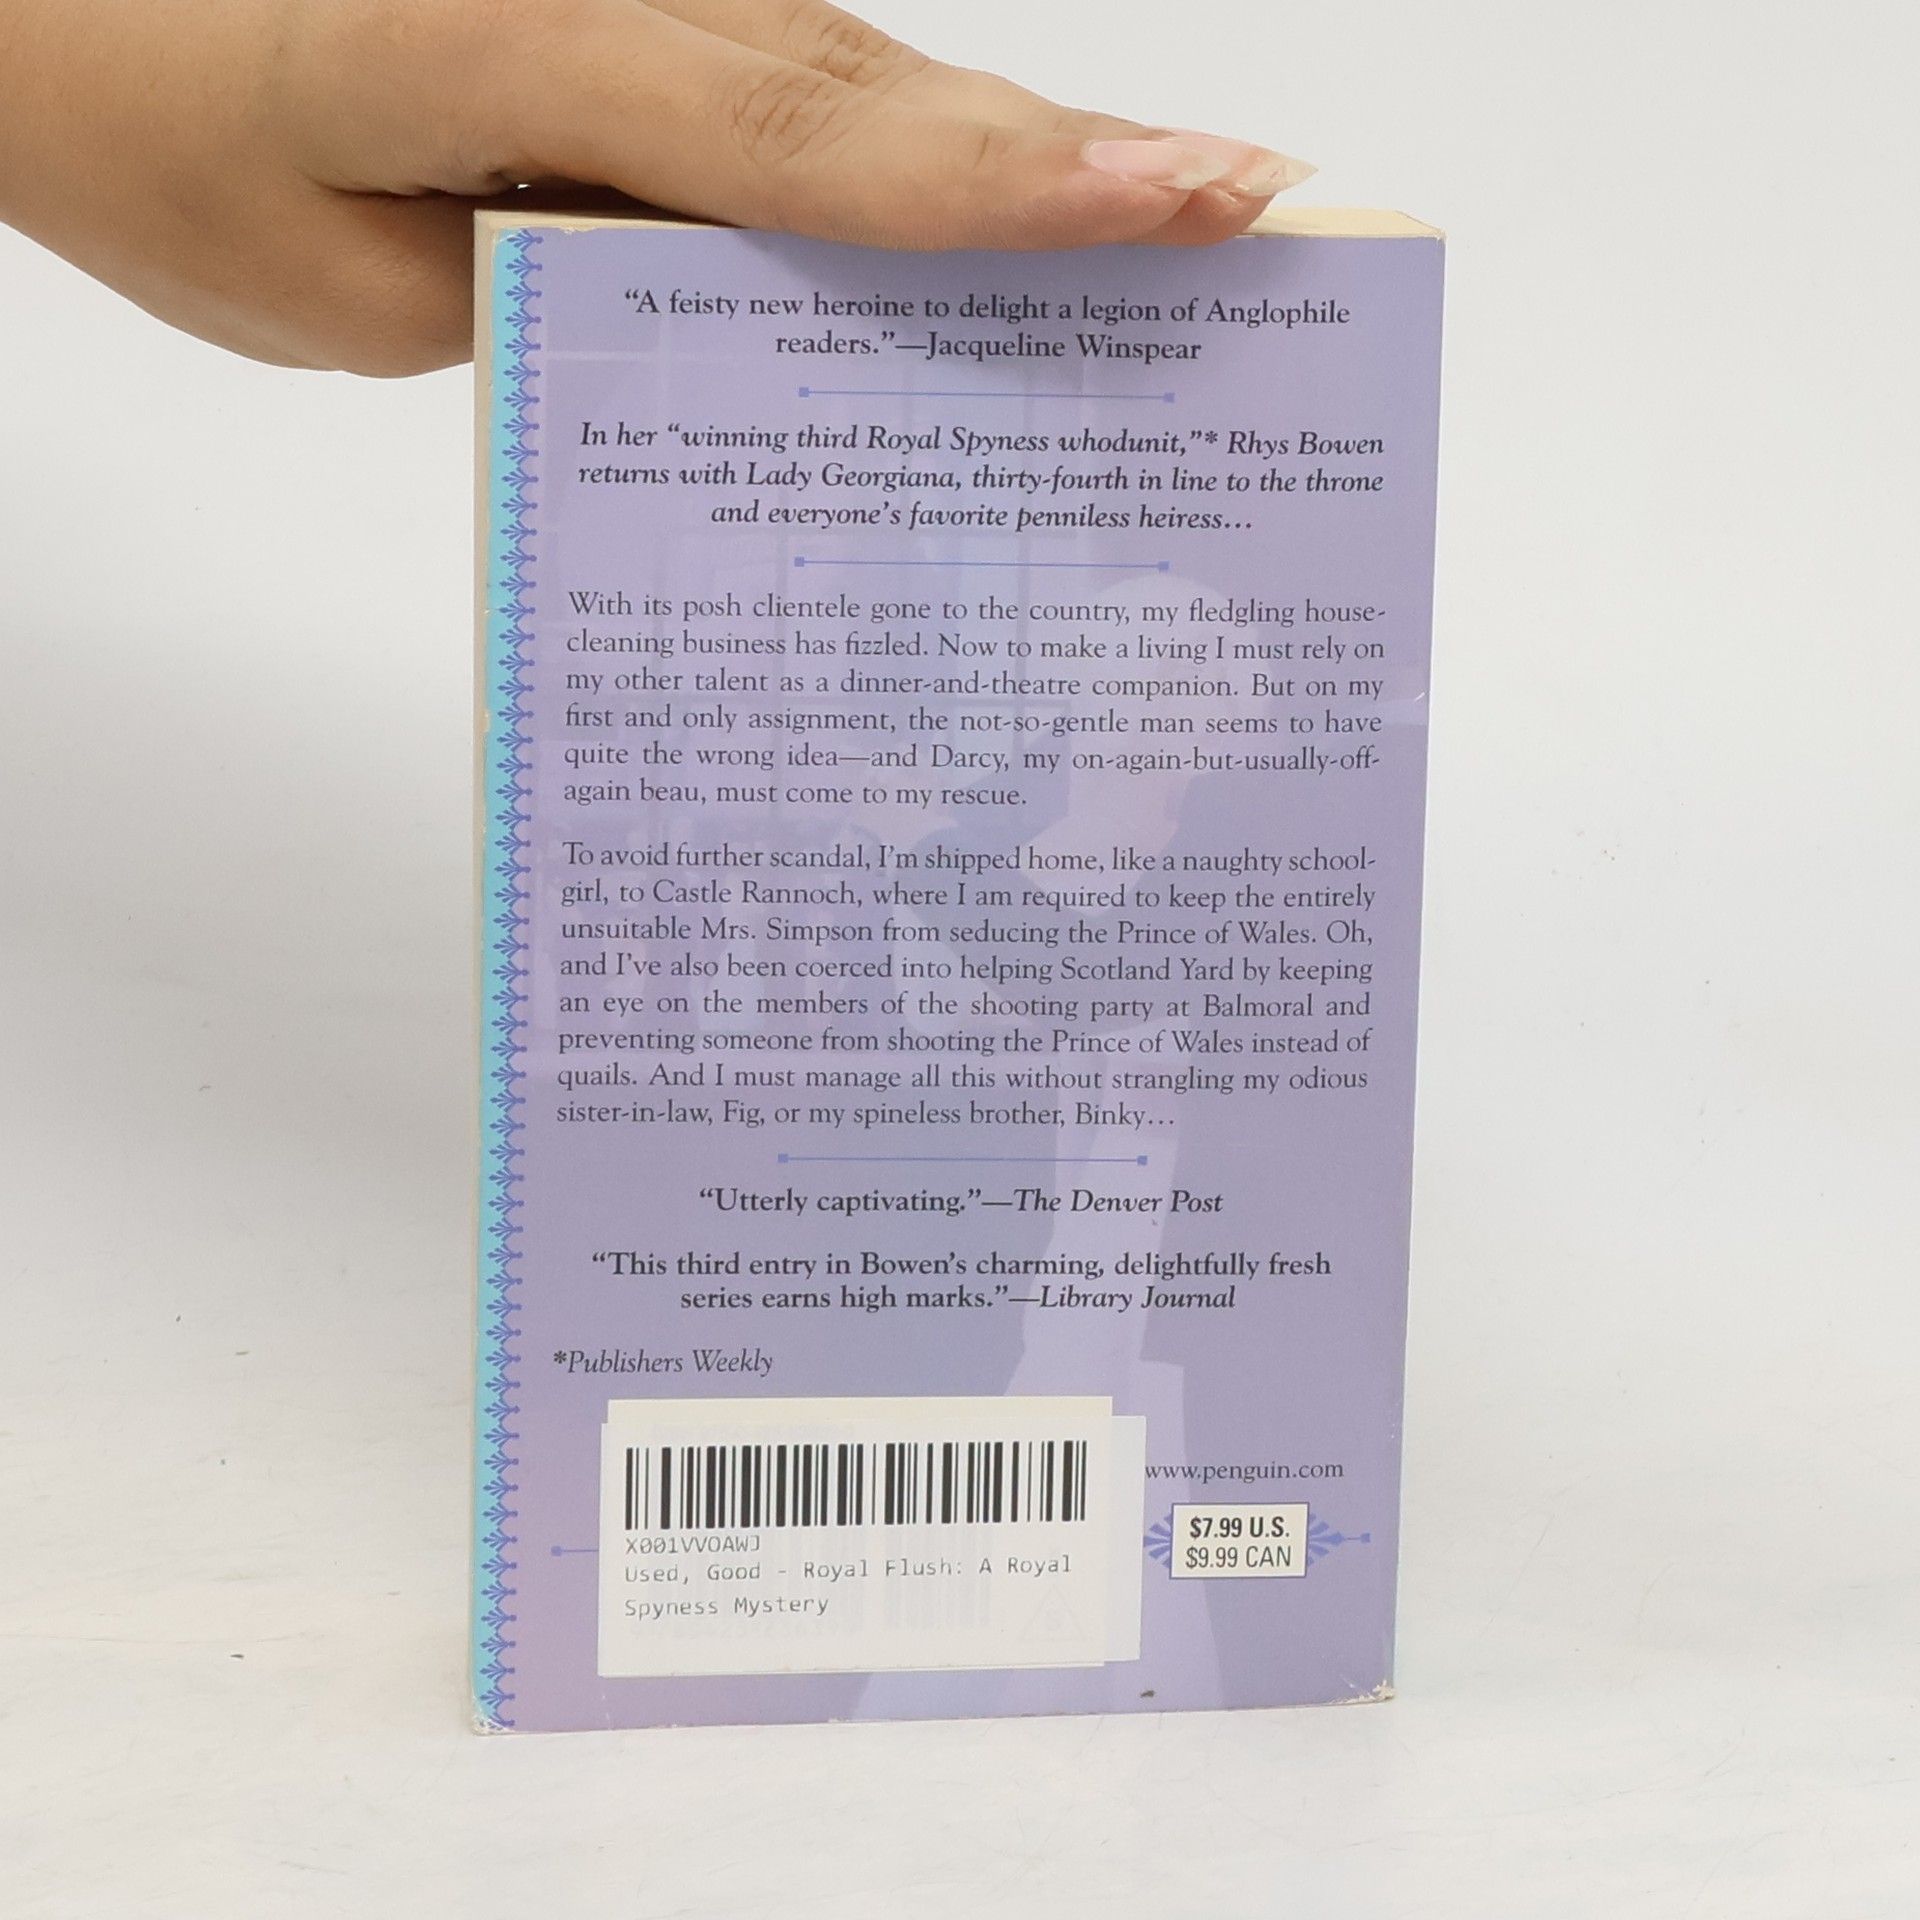 “A feisty new heroine to delight a legion of Anglophile
readers.”—Jacqueline Winspear
In her “winning third Royal Spyness whodunit,”* Rhys Bowen
returns with Lady Georgiana, thirty-fourth in line to the throne
and everyone’s favorite penniless heiress…
With its posh clientele gone to the country, my fledgling house-
cleaning business has fizzled. Now to make a living I must rely on
my other talent as a dinner-and-theatre companion. But on my
first and only assignment, the not-so-gentle man seems to have
quite the wrong idea—and Darcy, my on-again-but-usually-off-
again beau, must come to my rescue.
To avoid further scandal, I’m shipped home, like a naughty school-
girl, to Castle Rannoch, where I am required to keep the entirely
unsuitable Mrs. Simpson from seducing the Prince of Wales. Oh,
and I’ve also been coerced into helping Scotland Yard by keeping
an eye on the members of the shooting party at Balmoral and
preventing someone from shooting the Prince of Wales instead of
quails. And I must manage all this without strangling my odious
sister-in-law, Fig, or my spineless brother, Binky…
“Utterly captivating.”—The Denver Post
“This third entry in Bowen’s charming, delightfully fresh
series earns high marks.”—Library Journal
*Publishers Weekly
www.penguin.com
$7.99 U.S.
$9.99 CAN
X001VVOAWJ
Used, Good - Royal Flush: A Royal
Spyness Mystery